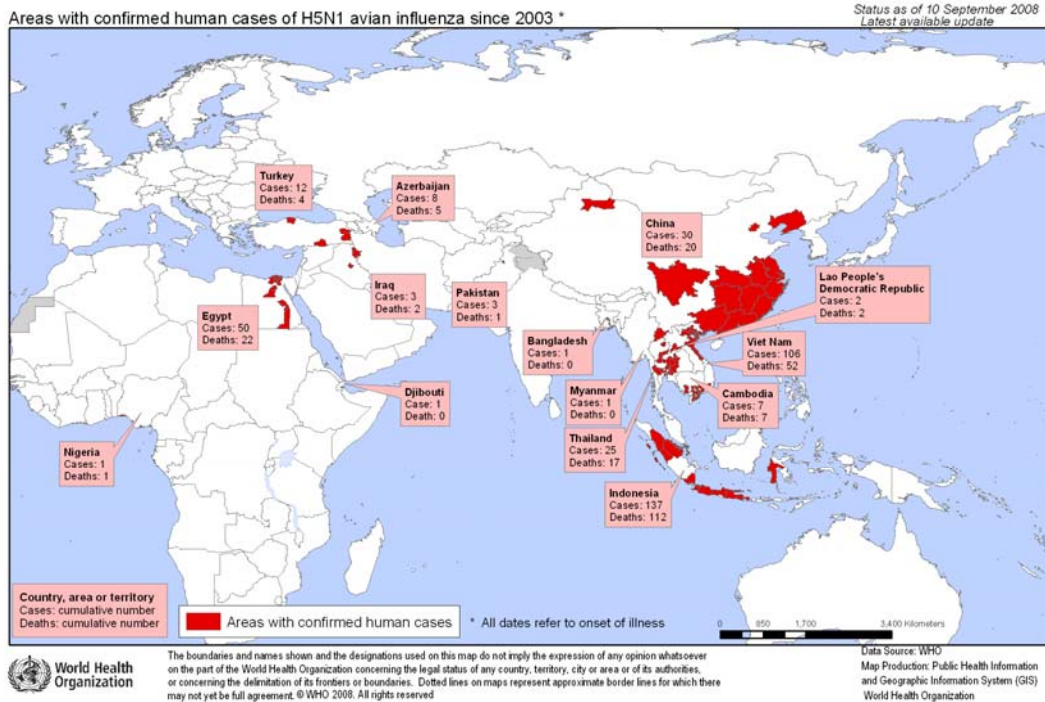 Areas with confirmed human cases of H5N1 avian influenza since 2003 *
Status as of 10 September 2008
Latest available update
Turkey
Cases: 12
Deaths: 4
Azerbaijan
Cases: 8
Deaths: 5
China
Cases: 30
Deaths: 20
Lao People's
Democratic Republic
Cases: 2
Deaths: 2
Iraq
Cases: 3
Deaths: 2
Pakistan
Cases: 3
Deaths: 1
Egypt
Cases: 50
Deaths: 22
Bangladesh
Cases: 1
Deaths: 0
Viet Nam
Cases: 106
Deaths: 52
Djibouti
Case: 1
Death: 0
Myanmar
Cases: 1
Deaths: 0
Cambodia
Cases: 7
Deaths: 7
Nigeria
Cases: 1
Deaths: 1
Thailand
Cases: 25
Deaths: 17
Indonesia
Cases: 137
Deaths: 112
Country, area or territory
Cases: cumulative number
Deaths: cumulative number
Areas with confirmed human cases
* All dates refer to onset of illness
0 850 1,700 3,400 Kilometers
World Health
Organization
The boundaries and names shown and the designations used on this map do not imply the expression of any opinion whatsoever
on the part of the World Health Organization concerning the legal status of any country, territory, city or area or of its authorities,
or concerning the delimitation of its frontiers or boundaries. Dotted lines on maps represent approximate border lines for which there
may not yet be full agreement. © WHO 2008. All rights reserved
Data Source: WHO
Map Production: Public Health Information
and Geographic Information System (GIS)
World Health Organization